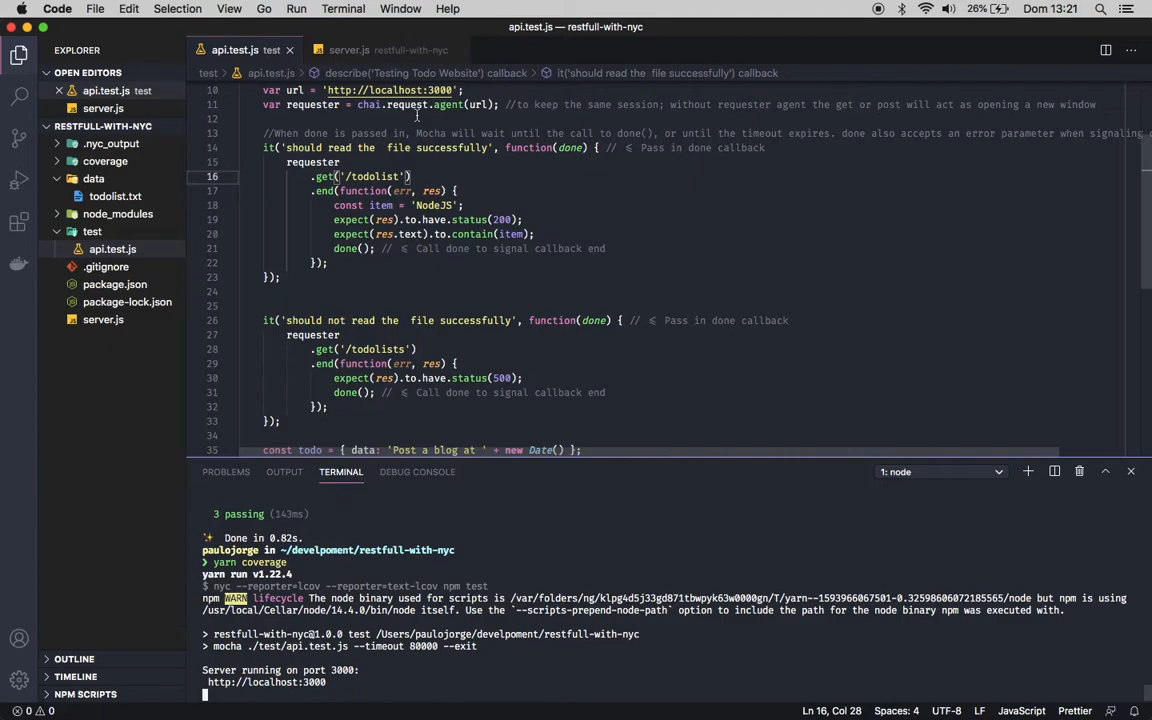 Code File Edit Selection View Go Run Terminal Window Help 26% Dom 13:21
api.test.js — restfull-with-nyc
EXPLORER
api.test.js test
server.js restfull-with-nyc
OPEN EDITORS
test > api.test.js > describe('Testing Todo Website') callback > it('should read the file successfully') callback
api.test.js test
server.js
RESTFULL-WITH-NYC
.nyc_output
coverage
data
todolist.txt
node_modules
test
api.test.js
.gitignore
package.json
package-lock.json
server.js
OUTLINE
TIMELINE
NPM SCRIPTS
10 var url = 'http://localhost:3000';
11 var requester = chai.request.agent(url); //to keep the same session; without requester agent the get or post will act as opening a new window
12
13 //When done is passed in, Mocha will wait until the call to done(), or until the timeout expires. done also accepts an error parameter when signaling c
14 it('should read the  file successfully', function(done) { // <= Pass in done callback
15 requester
16 .get('/todolist')
17 .end(function(err, res) {
18 const item = 'NodeJS';
19 expect(res).to.have.status(200);
20 expect(res.text).to.contain(item);
21 done(); // <= Call done to signal callback end
22 });
23 });
24
25
26 it('should not read the  file successfully', function(done) { // <= Pass in done callback
27 requester
28 .get('/todolists')
29 .end(function(err, res) {
30 expect(res).to.have.status(500);
31 done(); // <= Call done to signal callback end
32 });
33 });
34
35 const todo = { data: 'Post a blog at ' + new Date() };
PROBLEMS OUTPUT TERMINAL DEBUG CONSOLE 1: node
3 passing (143ms)
✨ Done in 0.82s.
paulojorge in ~/develpoment/restfull-with-nyc
❯ yarn coverage
yarn run v1.22.4
$ nyc --reporter=lcov --reporter=text-lcov npm test
npm WARN lifecycle The node binary used for scripts is /var/folders/ng/klpg4d5j33gd871tbwpyk63w0000gn/T/yarn--1593966067501-0.32598606072185565/node but npm is using
/usr/local/Cellar/node/14.4.0/bin/node itself. Use the `--scripts-prepend-node-path` option to include the path for the node binary npm was executed with.
> restfull-with-nyc@1.0.0 test /Users/paulojorge/develpoment/restfull-with-nyc
> mocha ./test/api.test.js --timeout 80000 --exit
Server running on port 3000:
http://localhost:3000
0 0 Ln 16, Col 28 Spaces: 4 UTF-8 LF JavaScript Prettier